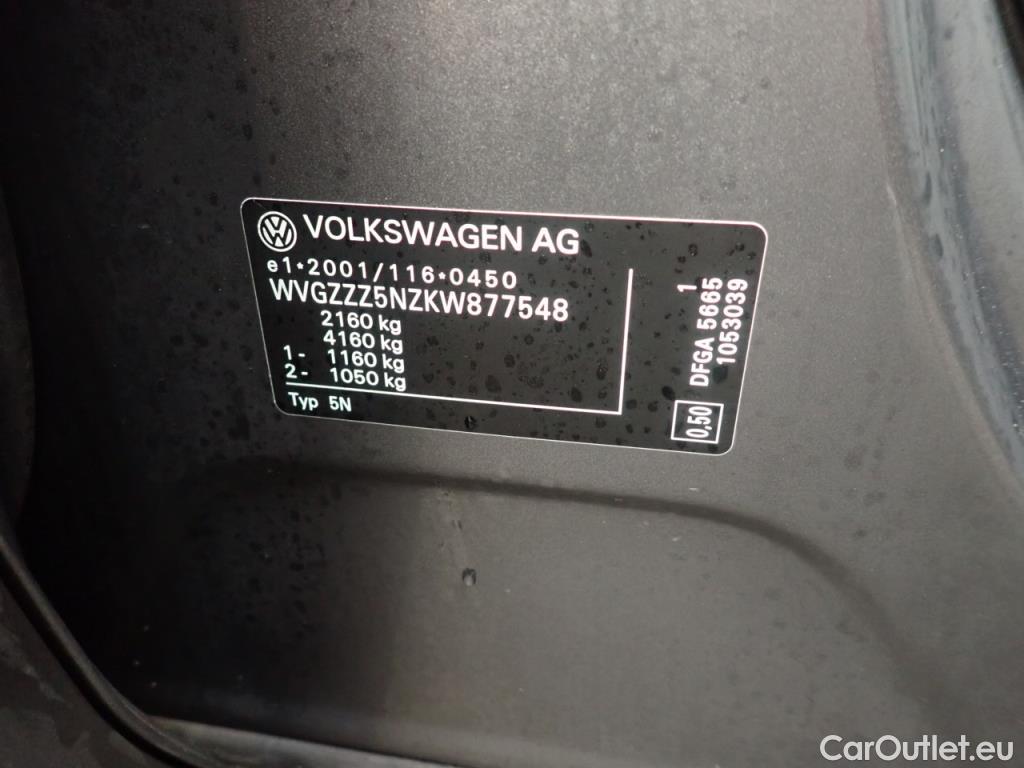 VOLKSWAGEN AG
e1*2001/116*0450
WVGZZZ5NZKW877548
2160 kg
4160 kg
1- 1160 kg
2- 1050 kg
Typ 5N
1
DFGA 5665
1053039
0,50
CarOutlet.eu